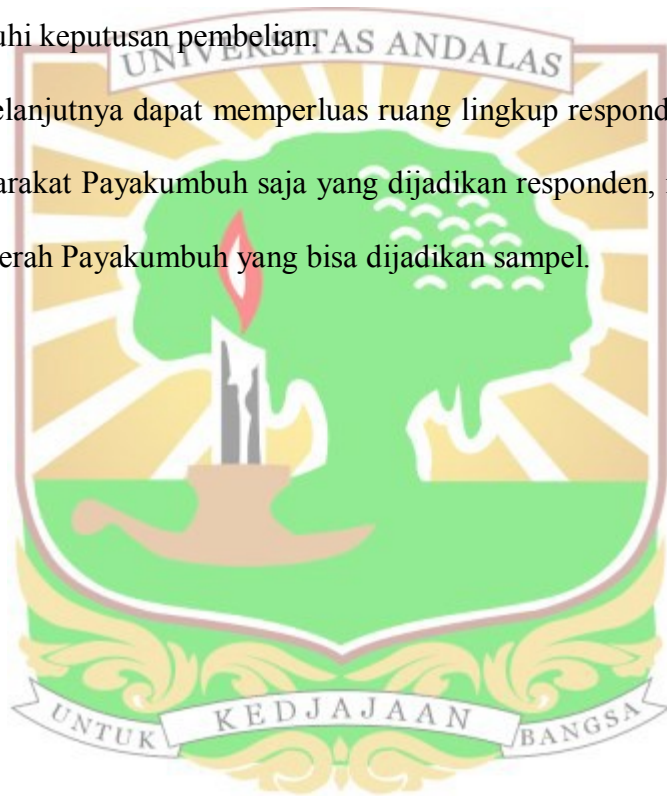 uhi keputusan pembelian.
UNIVERSITAS ANDALAS
elanjutnya dapat memperluas ruang lingkup respond
arakat Payakumbuh saja yang dijadikan responden,
erah Payakumbuh yang bisa dijadikan sampel.
UNTUK KEDJAJAAN BANGSA